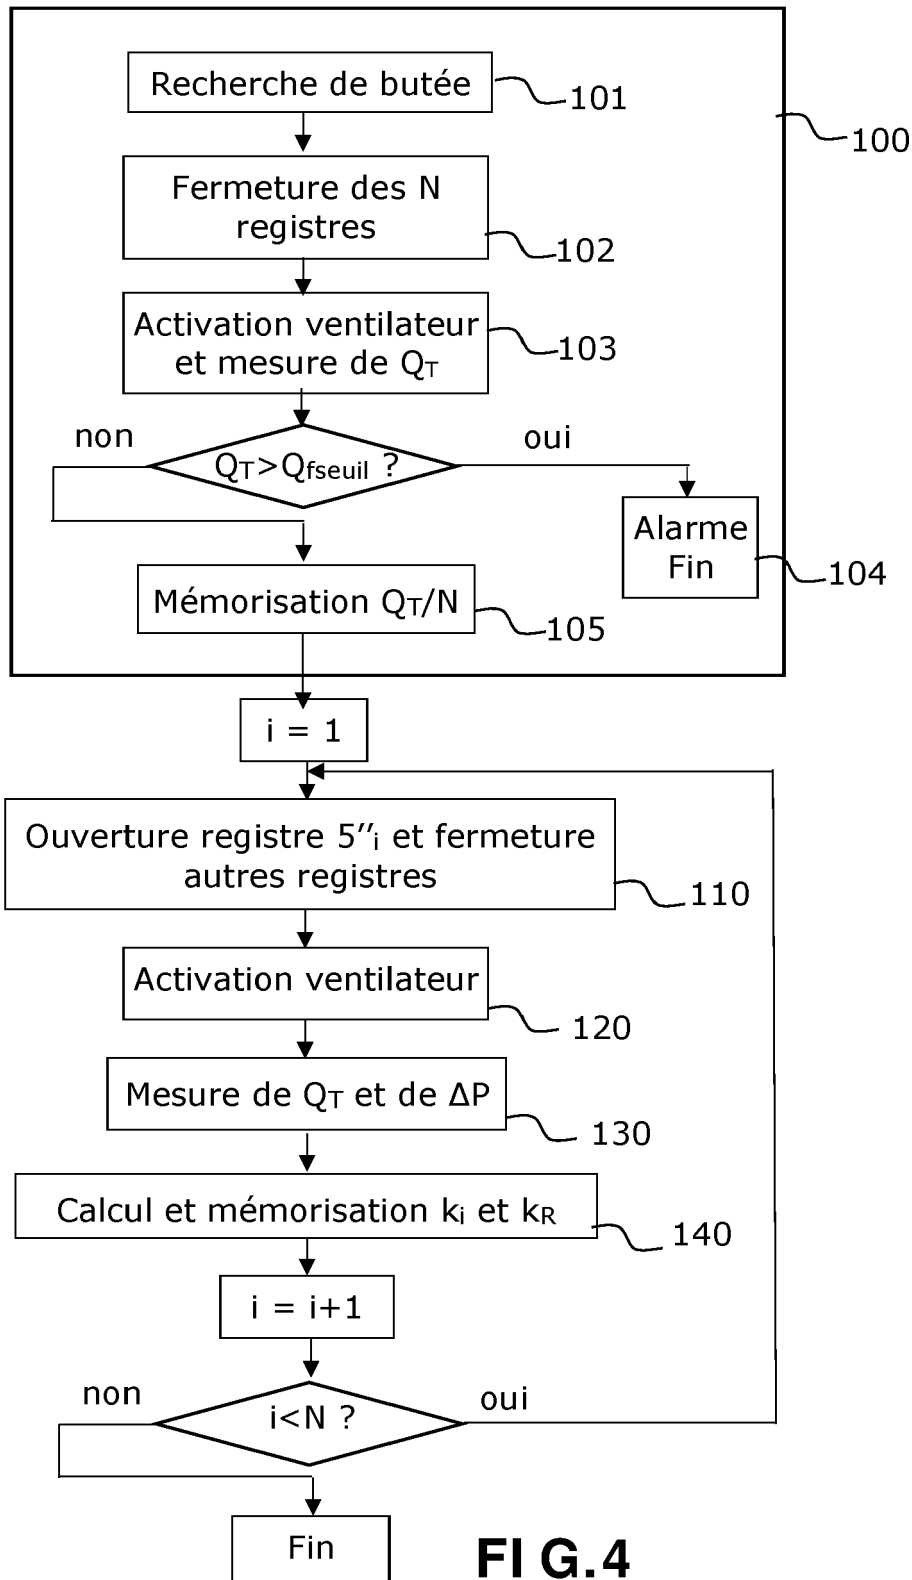 Recherche de butée
101
100
Fermeture des N
registres
102
Activation ventilateur
et mesure de QT
103
non
oui
QT>Qfseuil ?
Alarme
Fin
104
Mémorisation QT/N
105
i = 1
Ouverture registre 5″i et fermeture
autres registres
110
Activation ventilateur
120
Mesure de QT et de ΔP
130
Calcul et mémorisation ki et kR
140
i = i+1
non
oui
i<N ?
Fin
FIG.4